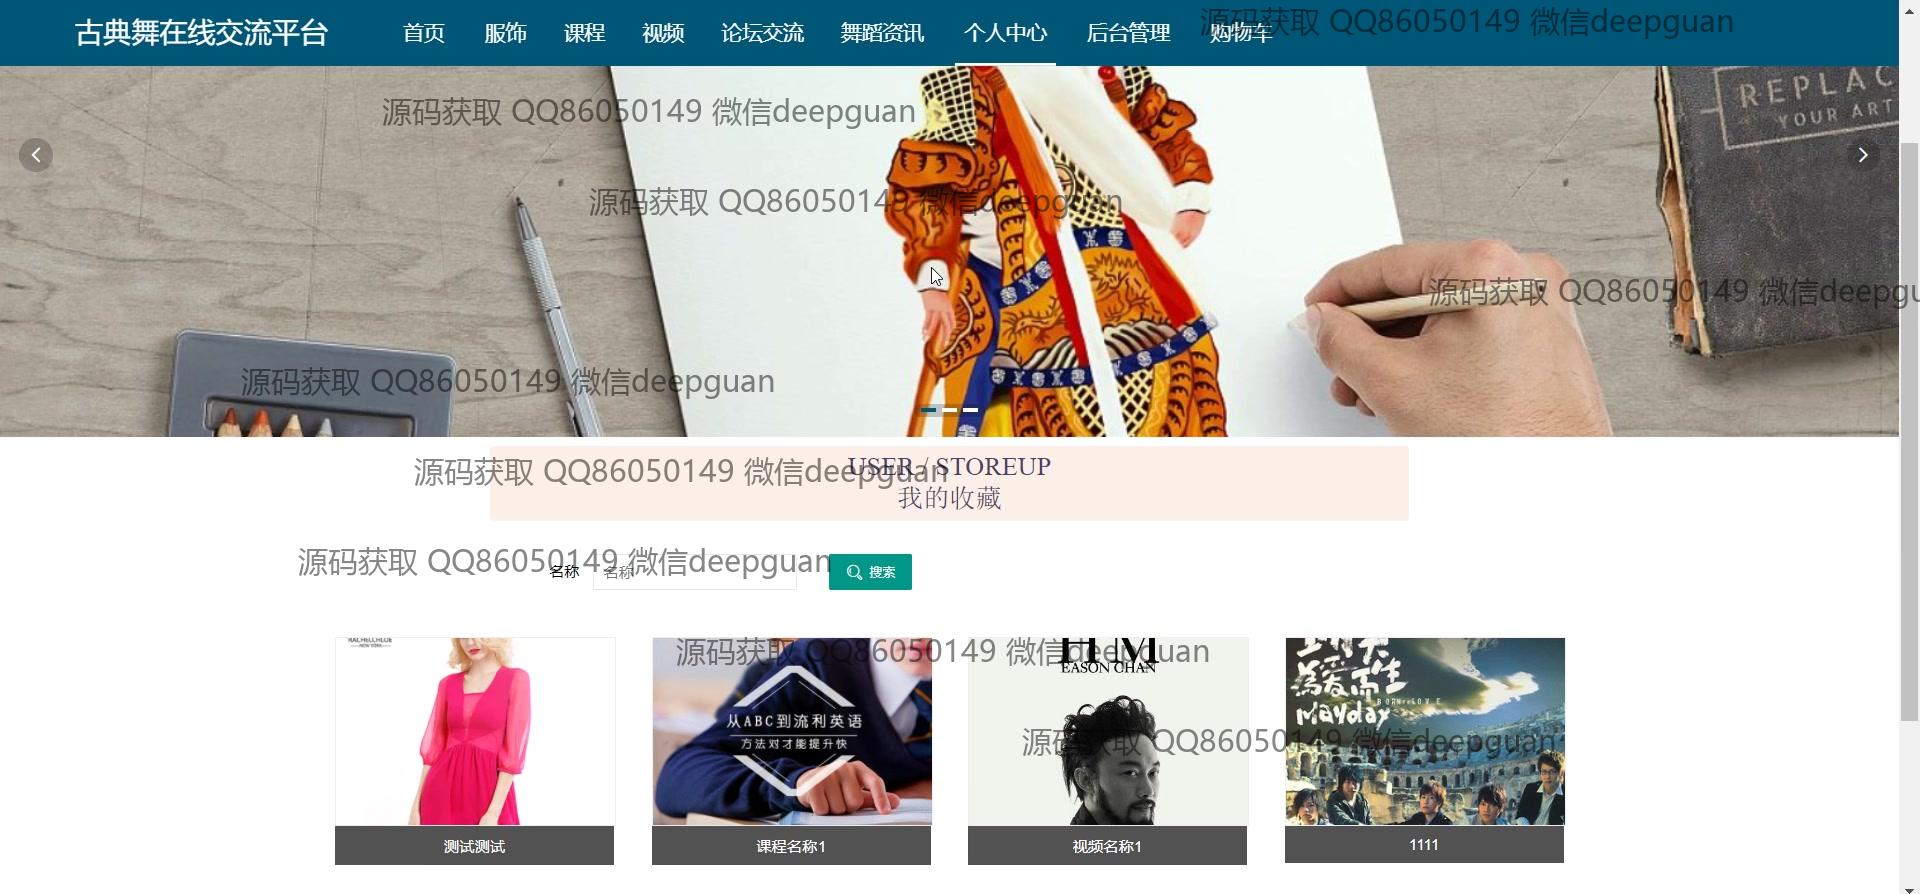 古典舞在线交流平台 首页 服饰 课程 视频 论坛交流 舞蹈资讯 个人中心 后台管理 购物车
源码获取 QQ86050149 微信deepguan
REPLAC
YOUR ART
源码获取 QQ86050149 微信deepguan
源码获取 QQ86050149 微信deepguan
源码获取 QQ86050149 微信deepgu
源码获取 QQ86050149 微信deepguan
USER / STOREUP
源码获取 QQ86050149 微信deepguan
我的收藏
源码获取 QQ86050149 微信deepguan
名称 名称 搜索
源码获取 QQ86050149 微信deepguan
RACHELCHLOE
NEW YORK
H M
EASON CHAN
从ABC到流利英语
方法对才能提升快
為愛而生
BORN TO LOVE
mayday
源码获取 QQ86050149 微信deepguan
测试测试 课程名称1 视频名称1 1111